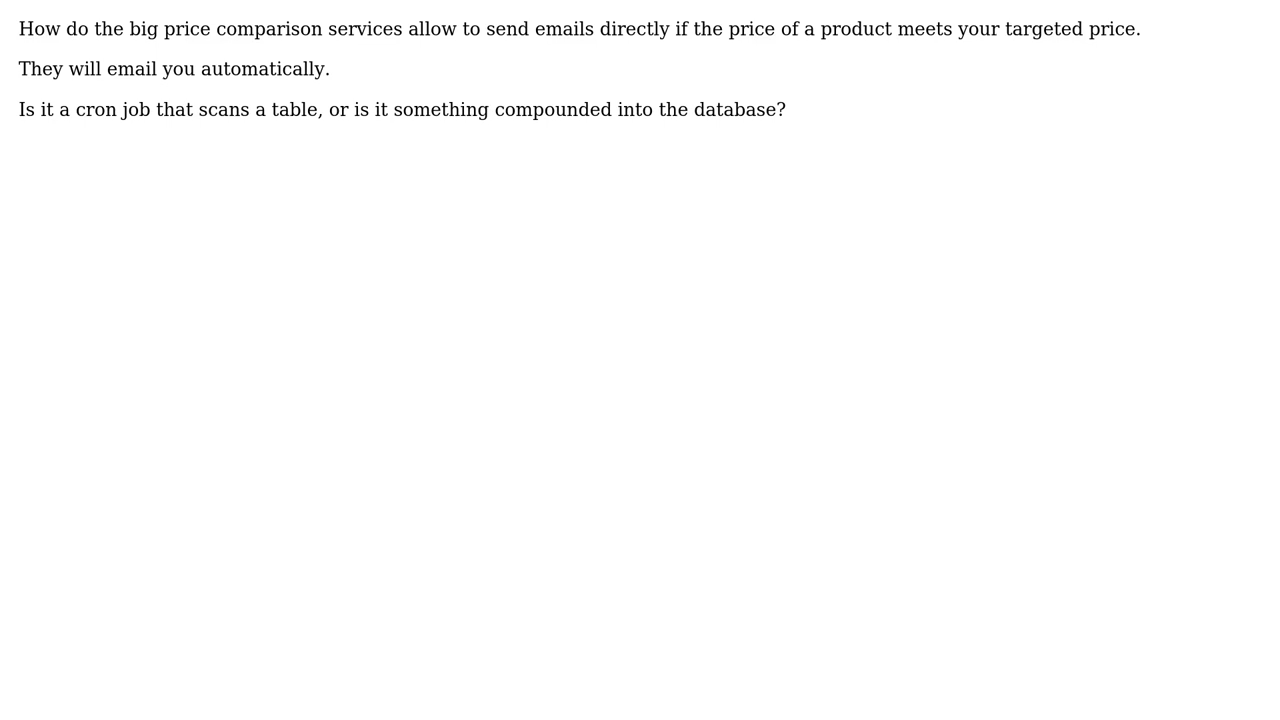 How do the big price comparison services allow to send emails directly if the price of a product meets your targeted price.
They will email you automatically.
Is it a cron job that scans a table, or is it something compounded into the database?